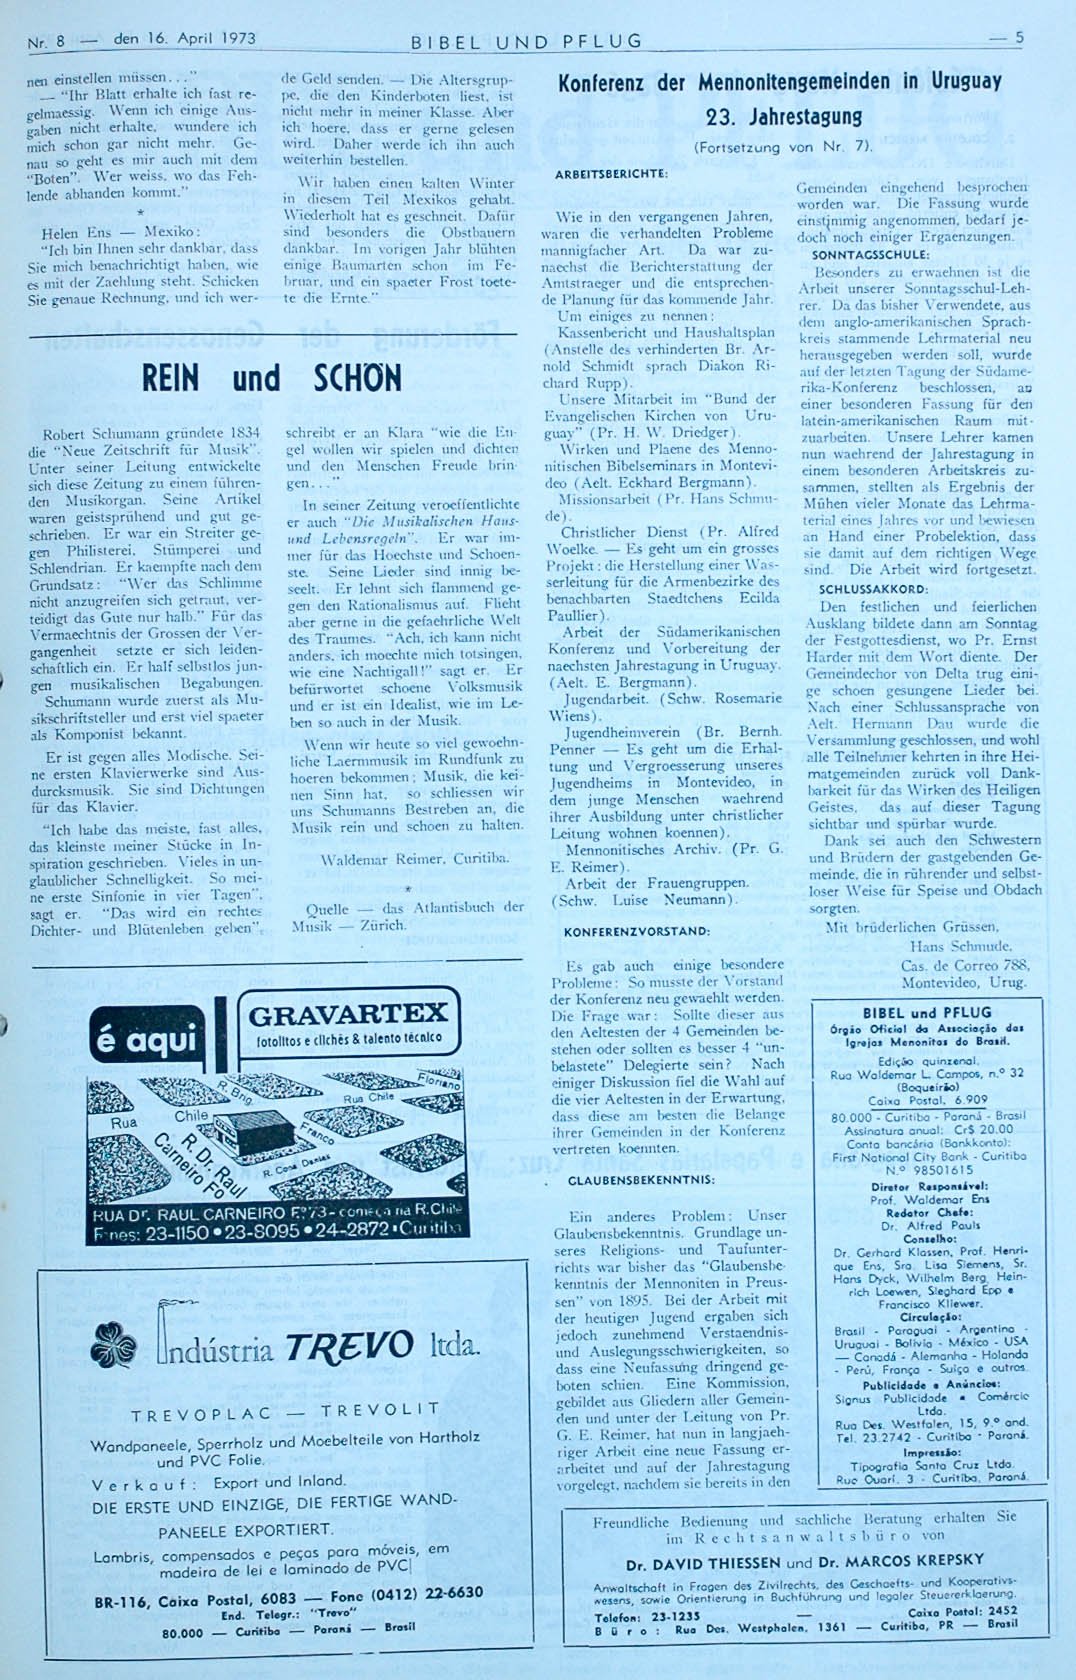 Nr. 8 — den 16. April 1973
BIBEL UND PFLUG
— 5
nen einstellen müssen..."
— "Ihr Blatt erhalte ich fast re-
gelmaessig. Wenn ich einige Aus-
gaben nicht erhalte, wundere ich
mich schon gar nicht mehr. Ge-
nau so geht es mir auch mit dem
"Boten". Wer weiss, wo das Feh-
lende abhanden kommt."
*
Helen Ens — Mexiko:
"Ich bin Ihnen sehr dankbar, dass
Sie mich benachrichtigt haben, wie
es mit der Zaehlung steht. Schicken
Sie genaue Rechnung, und ich wer-
de Geld senden. — Die Altersgrup-
pe, die den Kinderboten liest, ist
nicht mehr in meiner Klasse. Aber
ich hoere, dass er gerne gelesen
wird. Daher werde ich ihn auch
weiterhin bestellen.
Wir haben einen kalten Winter
in diesem Teil Mexikos gehabt.
Wiederholt hat es geschneit. Dafür
sind besonders die Obstbauern
dankbar. Im vorigen Jahr blühten
einige Baumarten schon im Fe-
bruar, und ein spaeter Frost toete-
te die Ernte."
REIN und SCHÖN
Robert Schumann gründete 1834
die "Neue Zeitschrift für Musik".
Unter seiner Leitung entwickelte
sich diese Zeitung zu einem führen-
den Musikorgan. Seine Artikel
waren geistsprühend und gut ge-
schrieben. Er war ein Streiter ge-
gen Philisterei, Stümperei und
Schlendrian. Er kaempfte nach dem
Grundsatz: "Wer das Schlimme
nicht anzugreifen sich getraut, ver-
teidigt das Gute nur halb." Für das
Vermaechtnis der Grossen der Ver-
gangenheit setzte er sich leiden-
schaftlich ein. Er half selbstlos jun-
gen musikalischen Begabungen.
Schumann wurde zuerst als Mu-
sikschriftsteller und erst viel spaeter
als Komponist bekannt.
Er ist gegen alles Modische. Sei-
ne ersten Klavierwerke sind Aus-
durcksmusik. Sie sind Dichtungen
für das Klavier.
"Ich habe das meiste, fast alles,
das kleinste meiner Stücke in In-
spiration geschrieben. Vieles in un-
glaublicher Schnelligkeit. So mei-
ne erste Sinfonie in vier Tagen",
sagt er. "Das wird ein rechtes
Dichter- und Blütenleben geben",
schreibt er an Klara "wie die En-
gel wollen wir spielen und dichten
und den Menschen Freude brin-
gen..."
In seiner Zeitung veroeffentlichte
er auch "Die Musikalischen Haus-
und Lebensregeln". Er war im-
mer für das Hoechste und Schoen-
ste. Seine Lieder sind innig be-
seelt. Er lehnt sich flammend ge-
gen den Rationalismus auf. Flieht
aber gerne in die gefaehrliche Welt
des Traumes. "Ach, ich kann nicht
anders, ich moechte mich totsingen,
wie eine Nachtigall!" sagt er. Er
befürwortet schoene Volksmusik
und er ist ein Idealist, wie im Le-
ben so auch in der Musik.
Wenn wir heute so viel gewoehn-
liche Laermmusik im Rundfunk zu
hoeren bekommen; Musik, die kei-
nen Sinn hat, so schliessen wir
uns Schumanns Bestreben an, die
Musik rein und schoen zu halten.
Waldemar Reimer, Curitiba.
*
Quelle — das Atlantisbuch der
Musik — Zürich.
é aqui
GRAVARTEX
fotolitos e clichês & talento técnico
R. Bng.
Floriano
Rua Chile
Rua
Chile
Franco
R. Dr. Raul
Carneiro Fº
R. Cons Dantas
RUA Dr. RAUL CARNEIRO Fº73 - começa na R.Chile
Fones: 23-1150 • 23-8095 • 24-2872 • Curitiba
Indústria TREVO ltda.
TREVOPLAC — TREVOLIT
Wandpaneele, Sperrholz und Moebelteile von Hartholz
und PVC Folie.
Verkauf: Export und Inland.
DIE ERSTE UND EINZIGE, DIE FERTIGE WAND-
PANEELE EXPORTIERT.
Lambris, compensados e peças para móveis, em
madeira de lei e laminado de PVC
BR-116, Caixa Postal, 6083 — Fone (0412) 22-6630
End. Telegr.: "Trevo"
80.000 — Curitiba — Paraná — Brasil
Konferenz der Mennonitengemeinden in Uruguay
23. Jahrestagung
(Fortsetzung von Nr. 7).
ARBEITSBERICHTE:
Wie in den vergangenen Jahren,
waren die verhandelten Probleme
mannigfacher Art. Da war zu-
naechst die Berichterstattung der
Amtstraeger und die entsprechen-
de Planung für das kommende Jahr.
Um einiges zu nennen:
Kassenbericht und Haushaltsplan
(Anstelle des verhinderten Br. Ar-
nold Schmidt sprach Diakon Ri-
chard Rupp).
Unsere Mitarbeit im "Bund der
Evangelischen Kirchen von Uru-
guay" (Pr. H. W. Driedger).
Wirken und Plaene des Menno-
nitischen Bibelseminars in Montevi-
deo (Aelt. Eckhard Bergmann).
Missionsarbeit (Pr. Hans Schmu-
de).
Christlicher Dienst (Pr. Alfred
Woelke. — Es geht um ein grosses
Projekt: die Herstellung einer Was-
serleitung für die Armenbezirke des
benachbarten Staedtchens Ecilda
Paullier).
Arbeit der Südamerikanischen
Konferenz und Vorbereitung der
naechsten Jahrestagung in Uruguay.
(Aelt. E. Bergmann).
Jugendarbeit. (Schw. Rosemarie
Wiens).
Jugendheimverein (Br. Bernh.
Penner — Es geht um die Erhal-
tung und Vergroesserung unseres
Jugendheims in Montevideo, in
dem junge Menschen waehrend
ihrer Ausbildung unter christlicher
Leitung wohnen koennen).
Mennonitisches Archiv. (Pr. G.
E. Reimer).
Arbeit der Frauengruppen.
(Schw. Luise Neumann).
KONFERENZVORSTAND:
Es gab auch einige besondere
Probleme: So musste der Vorstand
der Konferenz neu gewaehlt werden.
Die Frage war: Sollte dieser aus
den Aeltesten der 4 Gemeinden be-
stehen oder sollten es besser 4 "un-
belastete" Delegierte sein? Nach
einiger Diskussion fiel die Wahl auf
die vier Aeltesten in der Erwartung,
dass diese am besten die Belange
ihrer Gemeinden in der Konferenz
vertreten koennten.
GLAUBENSBEKENNTNIS:
Ein anderes Problem: Unser
Glaubensbekenntnis. Grundlage un-
seres Religions- und Taufunter-
richts war bisher das "Glaubensbe-
kenntnis der Mennoniten in Preus-
sen" von 1895. Bei der Arbeit mit
der heutigen Jugend ergaben sich
jedoch zunehmend Verstaendnis-
und Auslegungsschwierigkeiten, so
dass eine Neufassung dringend ge-
boten schien. Eine Kommission,
gebildet aus Gliedern aller Gemein-
den und unter der Leitung von Pr.
G. E. Reimer, hat nun in langjaeh-
riger Arbeit eine neue Fassung er-
arbeitet und auf der Jahrestagung
vorgelegt, nachdem sie bereits in den
Gemeinden eingehend besprochen
worden war. Die Fassung wurde
einstimmig angenommen, bedarf je-
doch noch einiger Ergaenzungen.
SONNTAGSSCHULE:
Besonders zu erwaehnen ist die
Arbeit unserer Sonntagsschul-Leh-
rer. Da das bisher Verwendete, aus
dem anglo-amerikanischen Sprach-
kreis stammende Lehrmaterial neu
herausgegeben werden soll, wurde
auf der letzten Tagung der Südame-
rika-Konferenz beschlossen, an
einer besonderen Fassung für den
latein-amerikanischen Raum mit-
zuarbeiten. Unsere Lehrer kamen
nun waehrend der Jahrestagung in
einem besonderen Arbeitskreis zu-
sammen, stellten als Ergebnis der
Mühen vieler Monate das Lehrma-
terial eines Jahres vor und bewiesen
an Hand einer Probelektion, dass
sie damit auf dem richtigen Wege
sind. Die Arbeit wird fortgesetzt.
SCHLUSSAKKORD:
Den festlichen und feierlichen
Ausklang bildete dann am Sonntag
der Festgottesdienst, wo Pr. Ernst
Harder mit dem Wort diente. Der
Gemeindechor von Delta trug eini-
ge schoen gesungene Lieder bei.
Nach einer Schlussansprache von
Aelt. Hermann Dau wurde die
Versammlung geschlossen, und wohl
alle Teilnehmer kehrten in ihre Hei-
matgemeinden zurück voll Dank-
barkeit für das Wirken des Heiligen
Geistes, das auf dieser Tagung
sichtbar und spürbar wurde.
Dank sei auch den Schwestern
und Brüdern der gastgebenden Ge-
meinde, die in rührender und selbst-
loser Weise für Speise und Obdach
sorgten.
Mit brüderlichen Grüssen,
Hans Schmude,
Cas. de Correo 788,
Montevideo, Urug.
BIBEL und PFLUG
Órgão Oficial da Associação das
Igrejas Menonitas do Brasil.
Edição quinzenal.
Rua Waldemar L. Campos, n.º 32
(Boqueirão)
Caixa Postal, 6.909
80.000 - Curitiba - Paraná - Brasil
Assinatura anual: Cr$ 20.00
Conta bancária (Bankkonto):
First National City Bank - Curitiba
N.º 98501615
Diretor Responsável:
Prof. Waldemar Ens
Redator Chefe:
Dr. Alfred Pauls
Conselho:
Dr. Gerhard Klassen, Prof. Henri-
que Ens, Sra. Lisa Siemens, Sr.
Hans Dyck, Wilhelm Berg, Hein-
rich Loewen, Sieghard Epp e
Francisco Kliewer.
Circulação:
Brasil - Paraguai - Argentina -
Uruguai - Bolívia - México - USA
— Canadá - Alemanha - Holanda
- Perú, França - Suíça e outros.
Publicidade e Anúncios:
Signus Publicidade e Comércio
Ltda.
Rua Des. Westfalen, 15, 9.º and.
Tel. 23.2742 - Curitiba - Paraná.
Impressão:
Tipografia Santa Cruz Ltda.
Rua Ouari, 3 - Curitiba, Paraná.
Freundliche Bedienung und sachliche Beratung erhalten Sie
im Rechtsanwaltsbüro von
Dr. DAVID THIESSEN und Dr. MARCOS KREPSKY
Anwaltschaft in Fragen des Zivilrechts, des Geschaefts- und Kooperativs-
wesens, sowie Orientierung in Buchführung und legaler Steuererklaerung.
Telefon: 23-1235 — Caixa Postal: 2452
Büro: Rua Des. Westphalen, 1361 — Curitiba, PR — Brasil